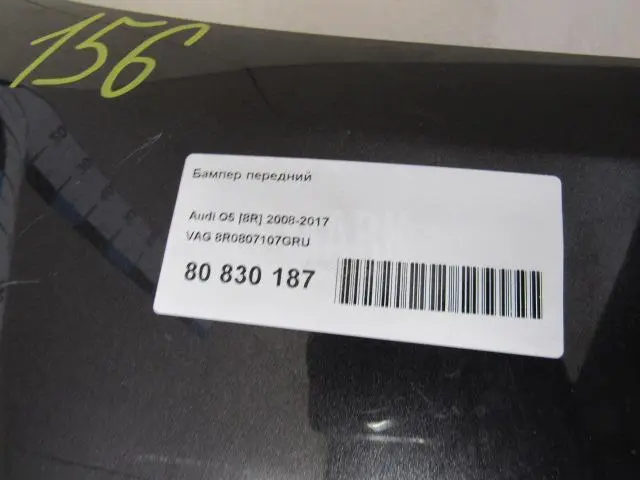 156
Бампер передний
Audi Q5 [8R] 2008-2017
VAG 8R0807107GRU
80 830 187